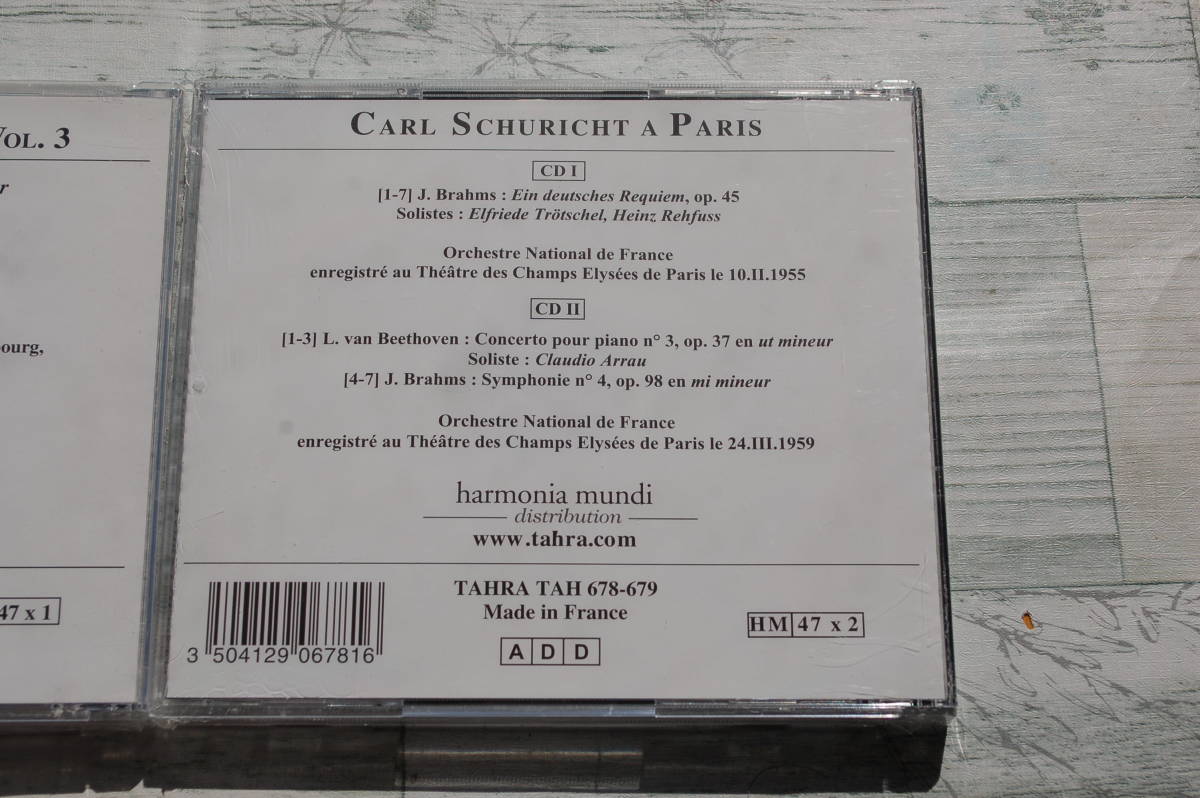 VOL. 3
r
bourg,
47 x 1
CARL SCHURICHT A PARIS
CD I
[1-7] J. Brahms : Ein deutsches Requiem, op. 45
Solistes : Elfriede Trötschel, Heinz Rehfuss
Orchestre National de France
enregistré au Théâtre des Champs Elysées de Paris le 10.II.1955
CD II
[1-3] L. van Beethoven : Concerto pour piano n° 3, op. 37 en ut mineur
Soliste : Claudio Arrau
[4-7] J. Brahms : Symphonie n° 4, op. 98 en mi mineur
Orchestre National de France
enregistré au Théâtre des Champs Elysées de Paris le 24.III.1959
harmonia mundi
distribution
www.tahra.com
TAHRA TAH 678-679
Made in France
A D D
3 504129 067816
HM 47 x 2